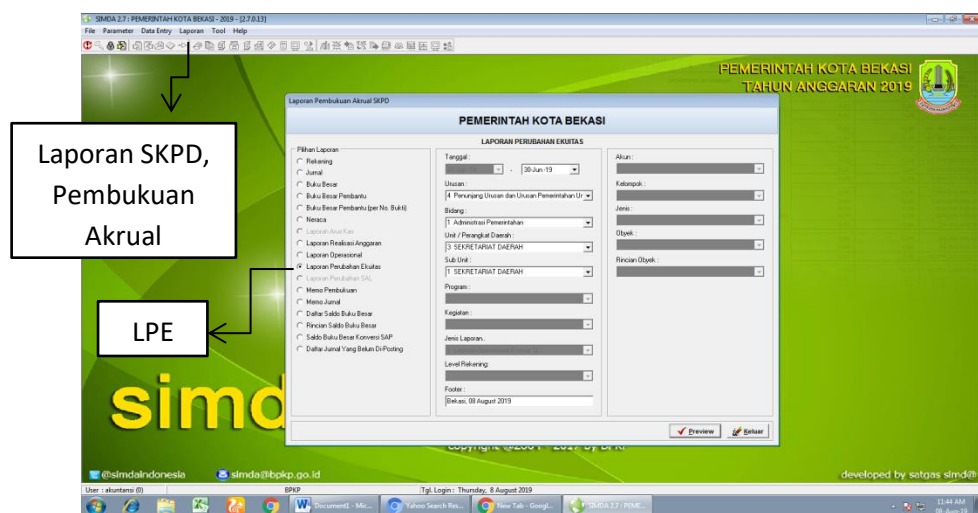 SIMDA 2.7 : PEMERINTAH KOTA BEKASI - 2019 - [2.7.0.13]
File Parameter Data Entry Laporan Tool Help
PEMERINTAH KOTA BEKASI
TAHUN ANGGARAN 2019
Laporan SKPD,
Pembukuan
Akrual
LPE
Laporan Pembukuan Akrual SKPD
PEMERINTAH KOTA BEKASI
LAPORAN PERUBAHAN EKUITAS
Pilihan Laporan
Rekening
Jurnal
Buku Besar
Buku Besar Pembantu
Buku Besar Pembantu (per No. Bukti)
Neraca
Laporan Arus Kas
Laporan Realisasi Anggaran
Laporan Operasional
Laporan Perubahan Ekuitas
Laporan Perubahan SAL
Memo Pembukuan
Memo Jurnal
Daftar Saldo Buku Besar
Rincian Saldo Buku Besar
Saldo Buku Besar Konversi SAP
Daftar Jurnal Yang Belum Di-Posting
Tanggal :
- 30-Jun-19
Urusan :
4 Penunjang Urusan dan Urusan Pemerintahan Ur
Bidang :
1 Administrasi Pemerintahan
Unit / Perangkat Daerah :
3 SEKRETARIAT DAERAH
Sub Unit :
1 SEKRETARIAT DAERAH
Program :
Kegiatan :
Jenis Laporan.
Level Rekening:
Footer :
Bekasi, 08 August 2019
Akun :
Kelompok :
Jenis :
Obyek :
Rincian Obyek :
Preview Keluar
simd
@simdaindonesia simda@bpkp.go.id developed by satgas simd@
User : akuntansi (0) BPKP Tgl. Login : Thursday, 8 August 2019
Document1 - Mic... Yahoo Search Res... New Tab - Googl... SIMDA 2.7 : PEME...
11:44 AM
08-Aug-19